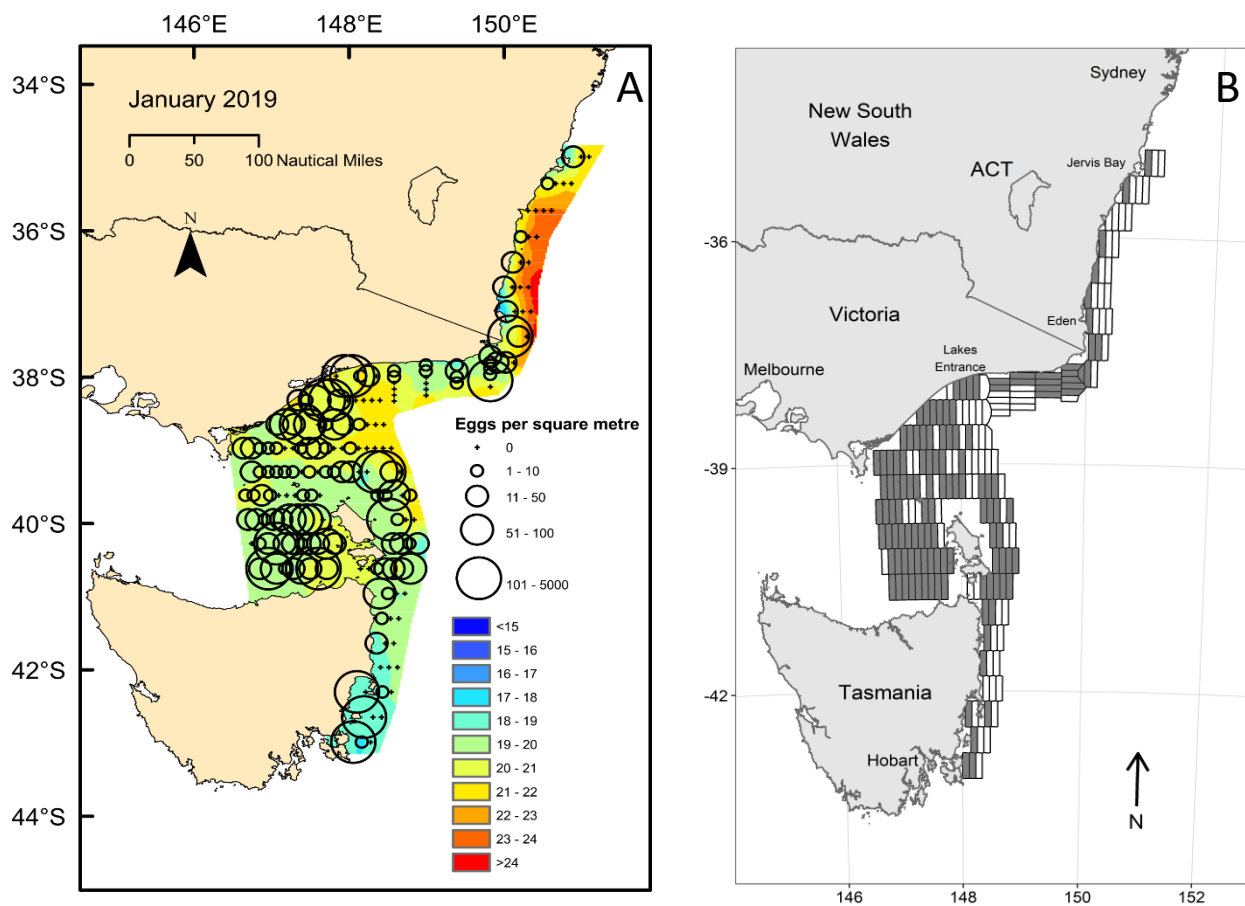 146°E 148°E 150°E
34°S
36°S
38°S
40°S
42°S
44°S
A
January 2019
0 50 100 Nautical Miles
N
Eggs per square metre
0
1 - 10
11 - 50
51 - 100
101 - 5000
<15
15 - 16
16 - 17
17 - 18
18 - 19
19 - 20
20 - 21
21 - 22
22 - 23
23 - 24
>24
B
Sydney
New South
Wales
ACT
Jervis Bay
Victoria
Eden
Lakes
Entrance
Melbourne
Tasmania
Hobart
N
-36
-39
-42
146 148 150 152